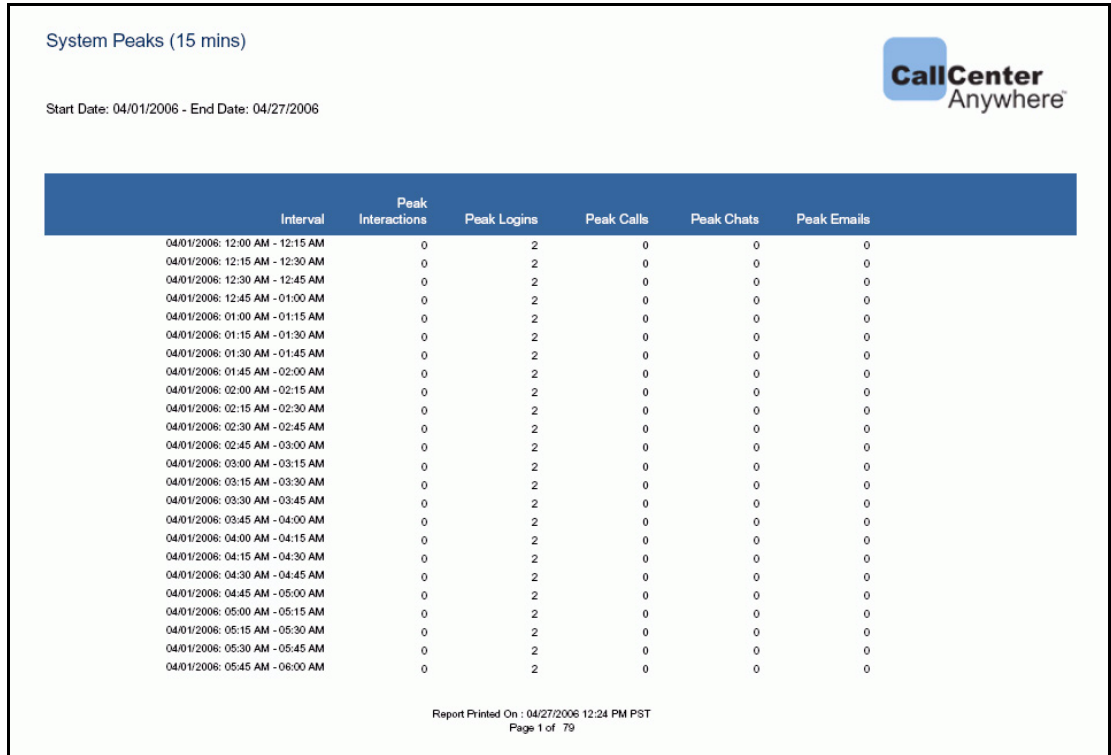 System Peaks (15 mins)
CallCenter
Anywhere™
Start Date: 04/01/2006 - End Date: 04/27/2006
Peak
Interval Interactions Peak Logins Peak Calls Peak Chats Peak Emails
04/01/2006: 12:00 AM - 12:15 AM 0 2 0 0 0
04/01/2006: 12:15 AM - 12:30 AM 0 2 0 0 0
04/01/2006: 12:30 AM - 12:45 AM 0 2 0 0 0
04/01/2006: 12:45 AM - 01:00 AM 0 2 0 0 0
04/01/2006: 01:00 AM - 01:15 AM 0 2 0 0 0
04/01/2006: 01:15 AM - 01:30 AM 0 2 0 0 0
04/01/2006: 01:30 AM - 01:45 AM 0 2 0 0 0
04/01/2006: 01:45 AM - 02:00 AM 0 2 0 0 0
04/01/2006: 02:00 AM - 02:15 AM 0 2 0 0 0
04/01/2006: 02:15 AM - 02:30 AM 0 2 0 0 0
04/01/2006: 02:30 AM - 02:45 AM 0 2 0 0 0
04/01/2006: 02:45 AM - 03:00 AM 0 2 0 0 0
04/01/2006: 03:00 AM - 03:15 AM 0 2 0 0 0
04/01/2006: 03:15 AM - 03:30 AM 0 2 0 0 0
04/01/2006: 03:30 AM - 03:45 AM 0 2 0 0 0
04/01/2006: 03:45 AM - 04:00 AM 0 2 0 0 0
04/01/2006: 04:00 AM - 04:15 AM 0 2 0 0 0
04/01/2006: 04:15 AM - 04:30 AM 0 2 0 0 0
04/01/2006: 04:30 AM - 04:45 AM 0 2 0 0 0
04/01/2006: 04:45 AM - 05:00 AM 0 2 0 0 0
04/01/2006: 05:00 AM - 05:15 AM 0 2 0 0 0
04/01/2006: 05:15 AM - 05:30 AM 0 2 0 0 0
04/01/2006: 05:30 AM - 05:45 AM 0 2 0 0 0
04/01/2006: 05:45 AM - 06:00 AM 0 2 0 0 0
Report Printed On : 04/27/2006 12:24 PM PST
Page 1 of 79